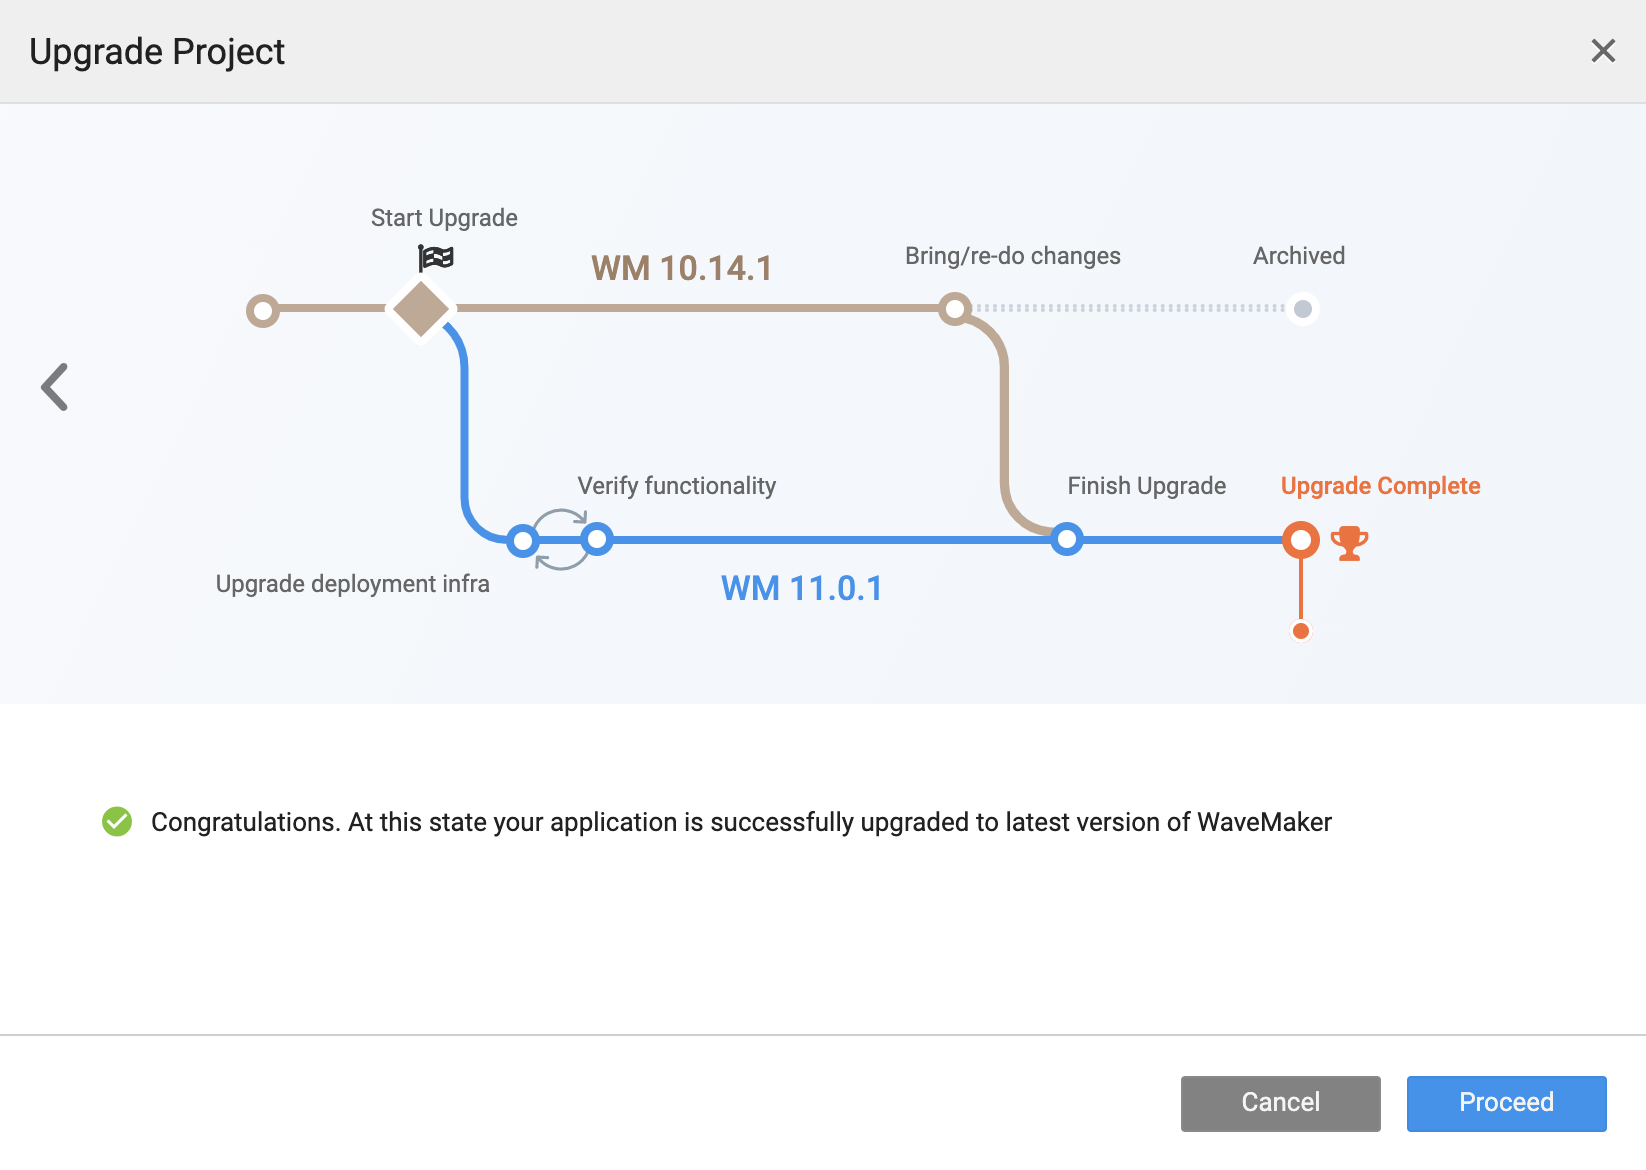 Upgrade Project
Start Upgrade
WM 10.14.1
Bring/re-do changes
Archived
Verify functionality
Finish Upgrade
Upgrade Complete
Upgrade deployment infra
WM 11.0.1
Congratulations. At this state your application is successfully upgraded to latest version of WaveMaker
Cancel
Proceed